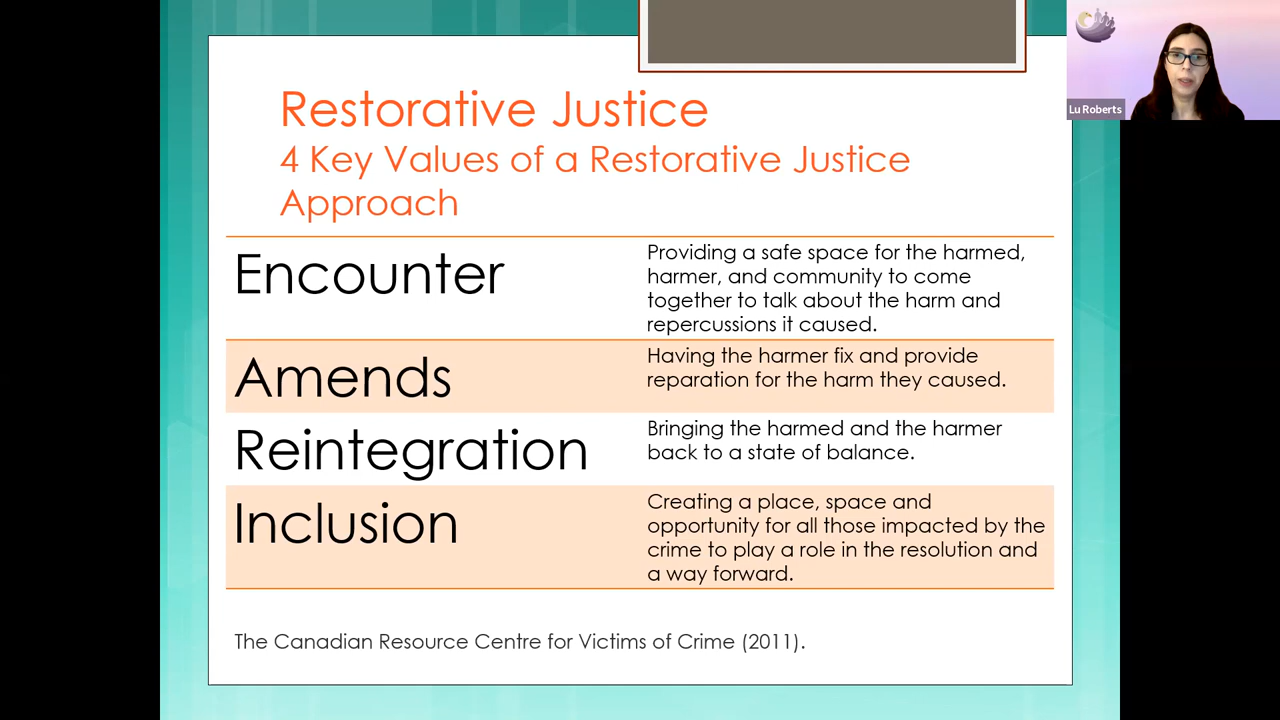 Restorative Justice
4 Key Values of a Restorative Justice
Approach
Encounter
Providing a safe space for the harmed,
harmer, and community to come
together to talk about the harm and
repercussions it caused.
Amends
Having the harmer fix and provide
reparation for the harm they caused.
Reintegration
Bringing the harmed and the harmer
back to a state of balance.
Inclusion
Creating a place, space and
opportunity for all those impacted by the
crime to play a role in the resolution and
a way forward.
The Canadian Resource Centre for Victims of Crime (2011).
Lu Roberts